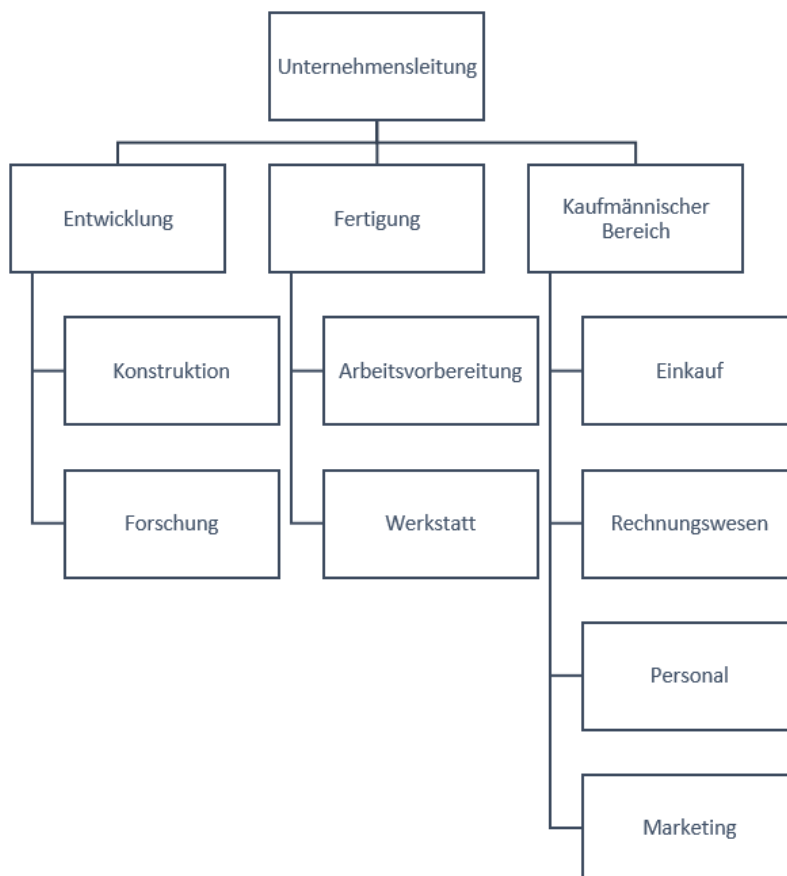 Unternehmensleitung
Entwicklung
Fertigung
Kaufmännischer
Bereich
Konstruktion
Arbeitsvorbereitung
Einkauf
Forschung
Werkstatt
Rechnungswesen
Personal
Marketing